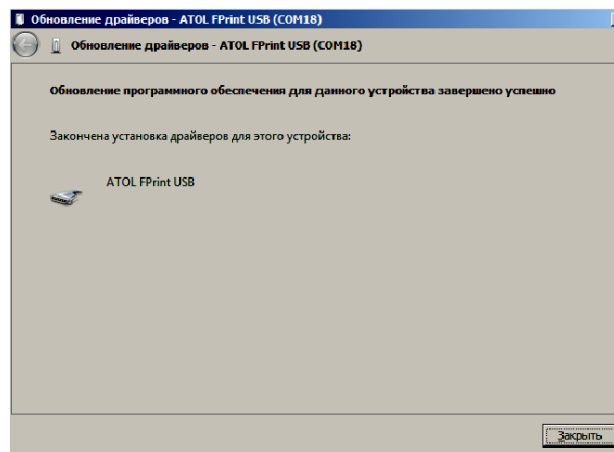 Обновление драйверов - ATOL FPrint USB (COM18)
Обновление драйверов - ATOL FPrint USB (COM18)
Обновление программного обеспечения для данного устройства завершено успешно
Закончена установка драйверов для этого устройства:
ATOL FPrint USB
Закрыть